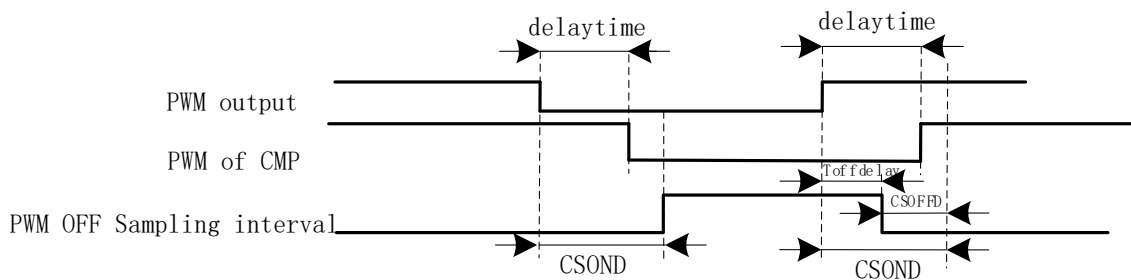 delaytime
delaytime
PWM output
PWM of CMP
Toffdelay
CSOFFD
PWM OFF Sampling interval
CSOND
CSOND